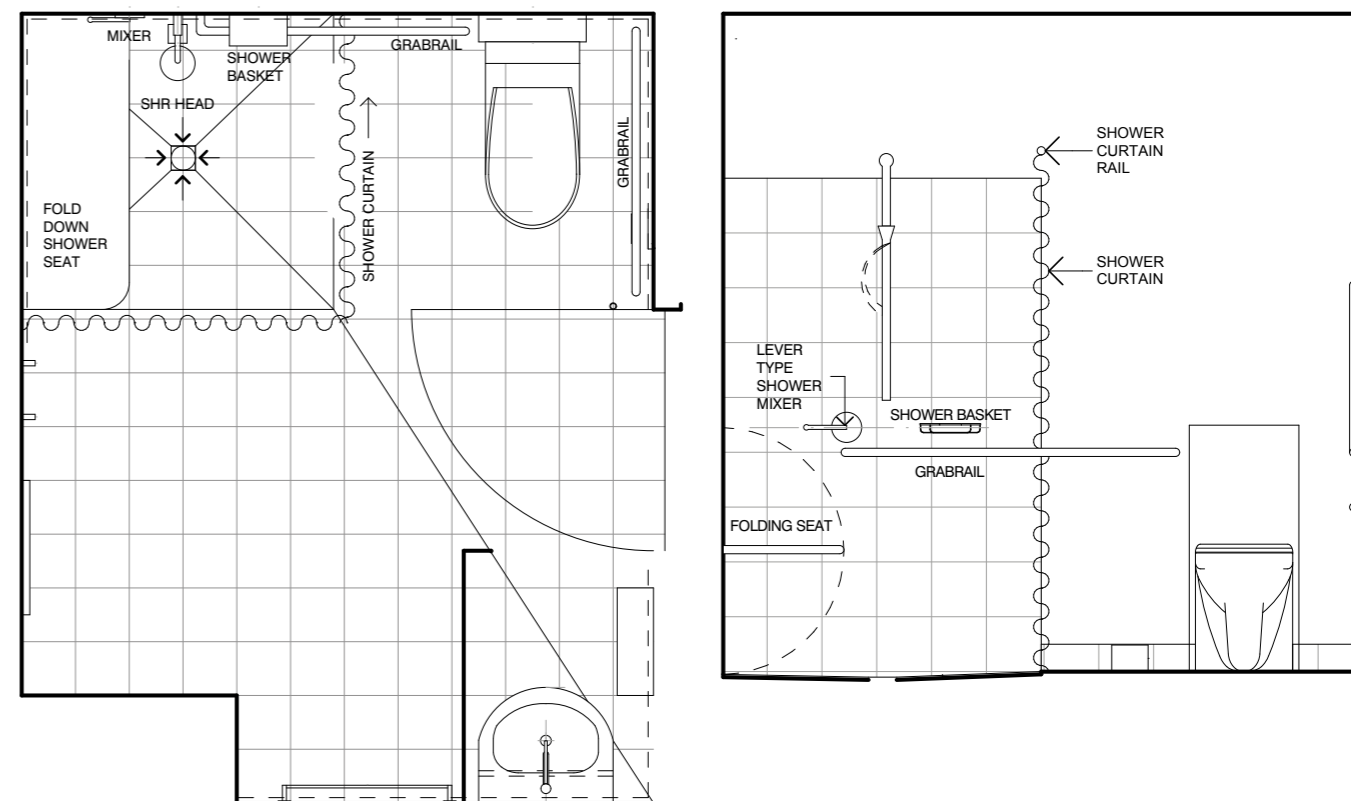 MIXER
SHOWER
BASKET
GRABRAIL
SHR HEAD
GRABRAIL
SHOWER CURTAIN
FOLD
DOWN
SHOWER
SEAT
SHOWER
CURTAIN
RAIL
SHOWER
CURTAIN
LEVER
TYPE
SHOWER
MIXER
SHOWER BASKET
GRABRAIL
FOLDING SEAT